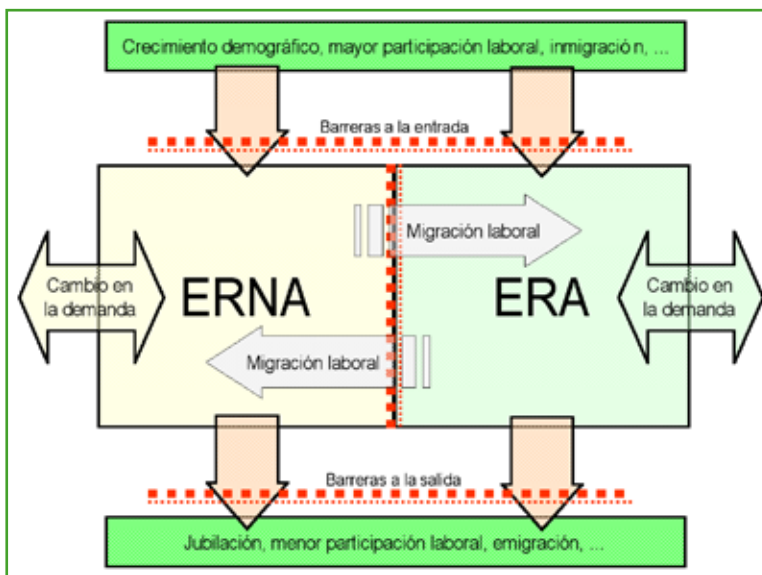 Crecimiento demográfico, mayor participación laboral, inmigración, ...
Barreras a la entrada
Migración laboral
Cambio en
la demanda
ERNA
ERA
Cambio en
la demanda
Migración laboral
Barreras a la salida
Jubilación, menor participación laboral, emigración, ...